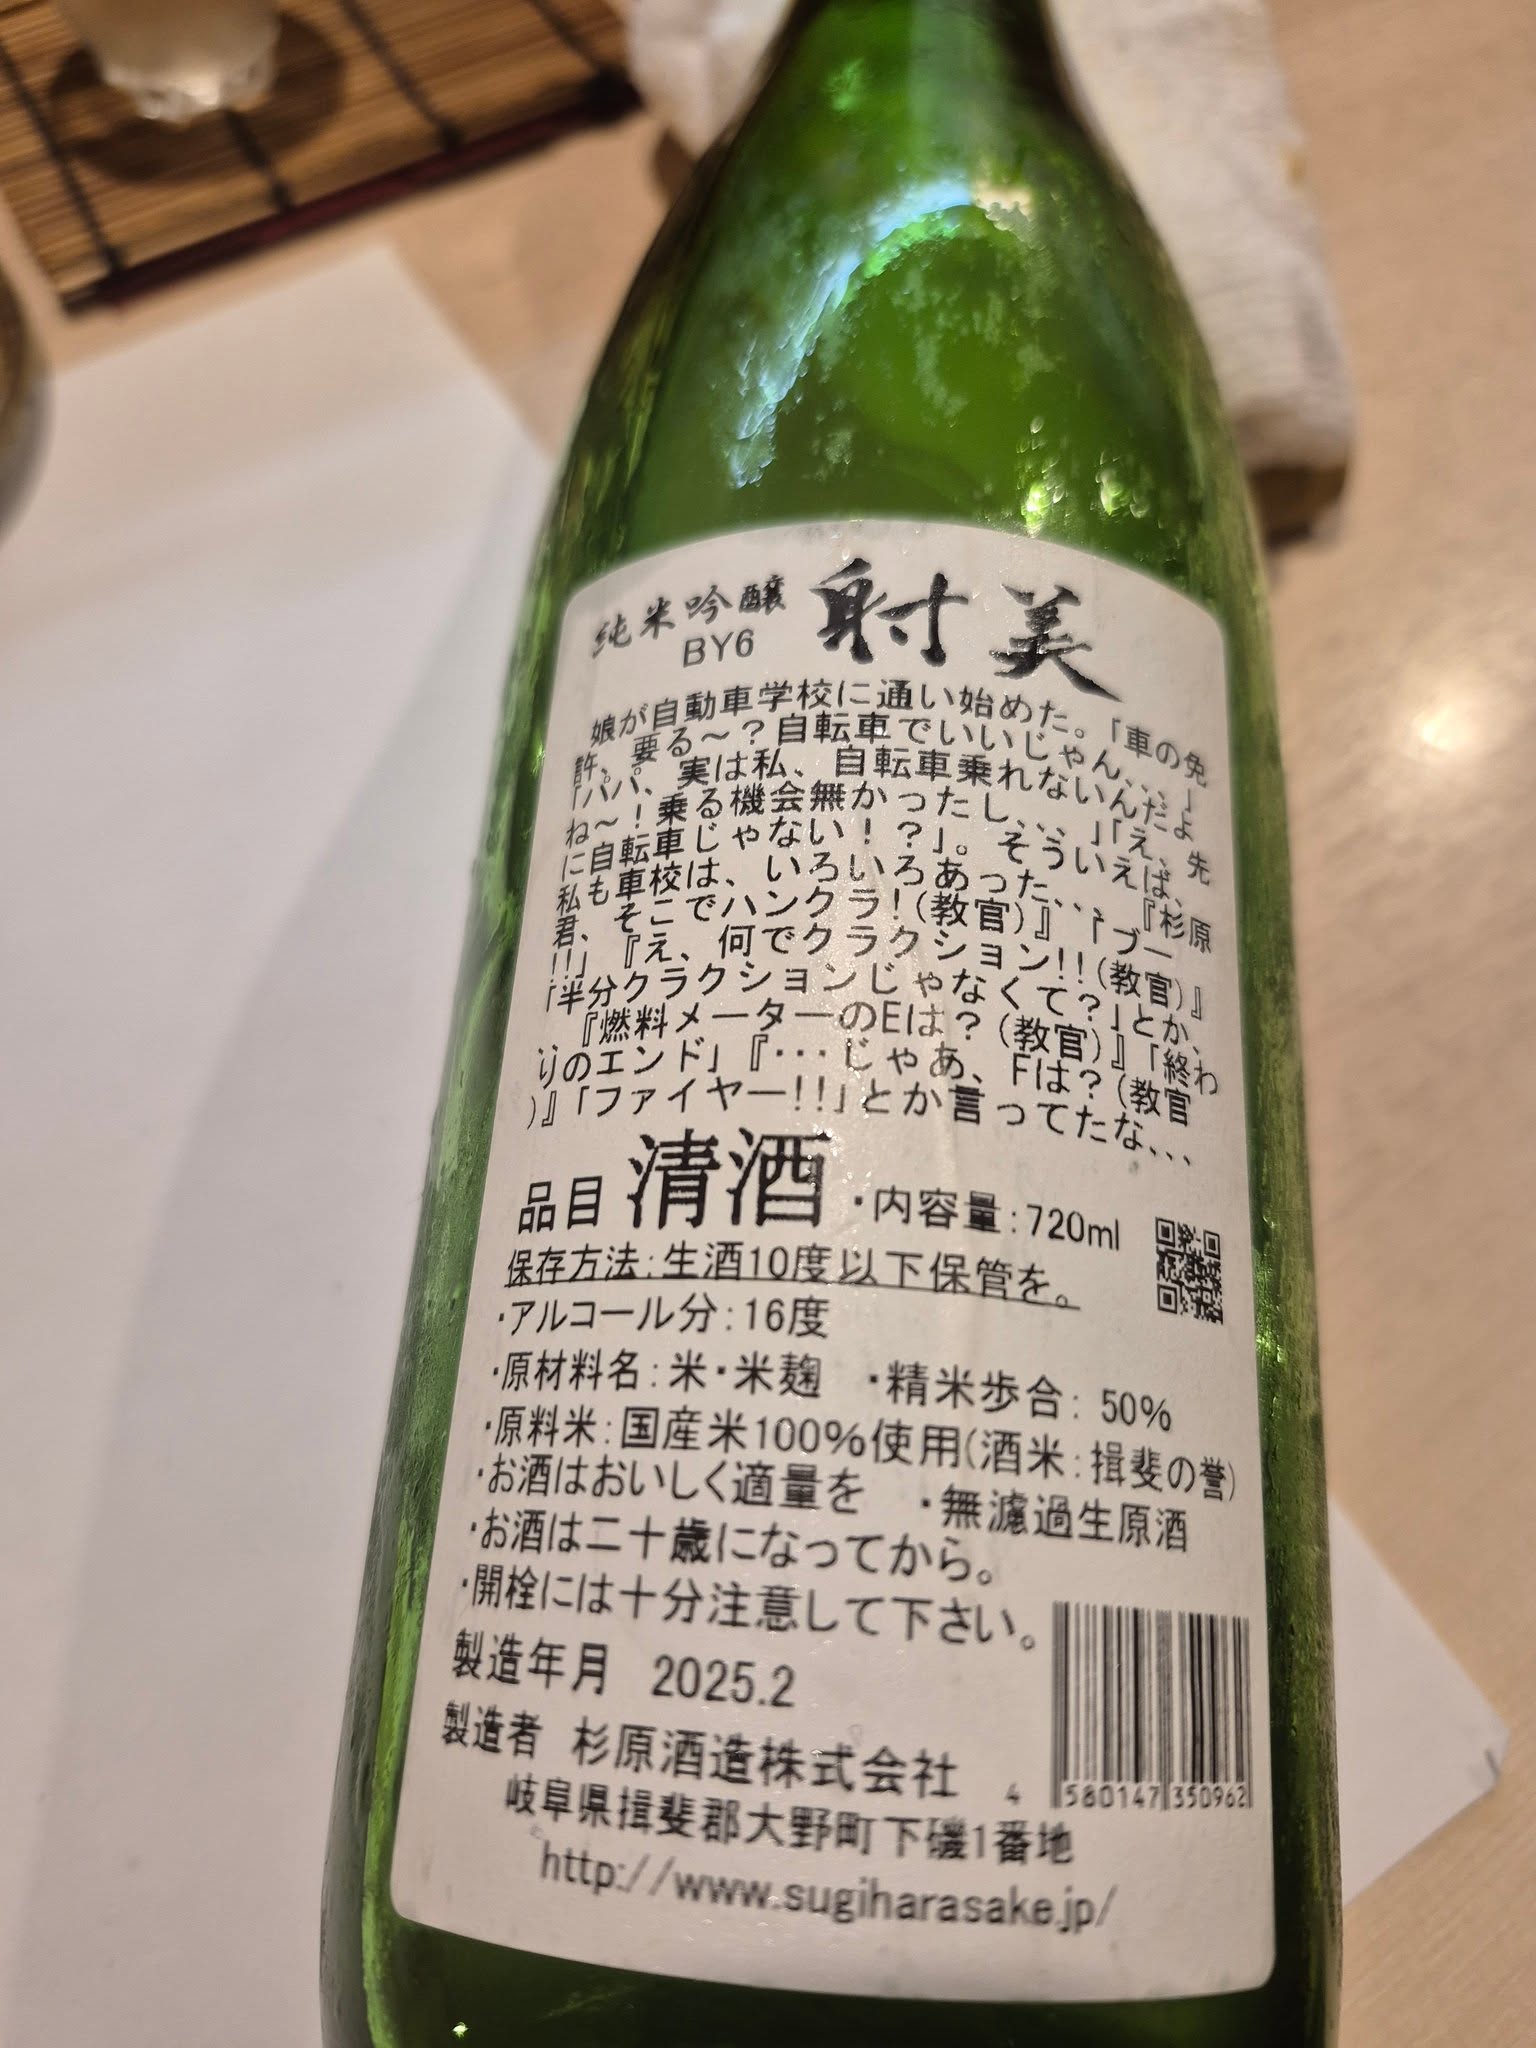 純米吟醸 射美
BY6
娘が自動車学校に通い始めた。「車の免
許、要る～？自転車でいいじゃん、、、」
「パパ、実は私、自転車乗れないんだよ
ね～！乗る機会無かったし、、、」「え、先
に自転車じゃない！？」。そういえば、
私も車校は、いろいろあった、、、『杉原
君、そこでハンクラ！(教官)』「ブー
!!」『え、何でクラクション!!(教官)』
「半分クラクションじゃなくて？」とか、
、『燃料メーターのEは？(教官)』「終わ
りのエンド」『・・・じゃあ、Fは？(教官
)』「ファイヤー!!」とか言ってたな、、、
品目 清酒 ・内容量：720ml
保存方法：生酒10度以下保管を。
・アルコール分：16度
・原材料名：米・米麹 ・精米歩合：50%
・原料米：国産米100%使用(酒米：揖斐の誉)
・お酒はおいしく適量を ・無濾過生原酒
・お酒は二十歳になってから。
・開栓には十分注意して下さい。
製造年月 2025.2
製造者 杉原酒造株式会社
4 580147 350962
岐阜県揖斐郡大野町下磯1番地
http://www.sugiharasake.jp/